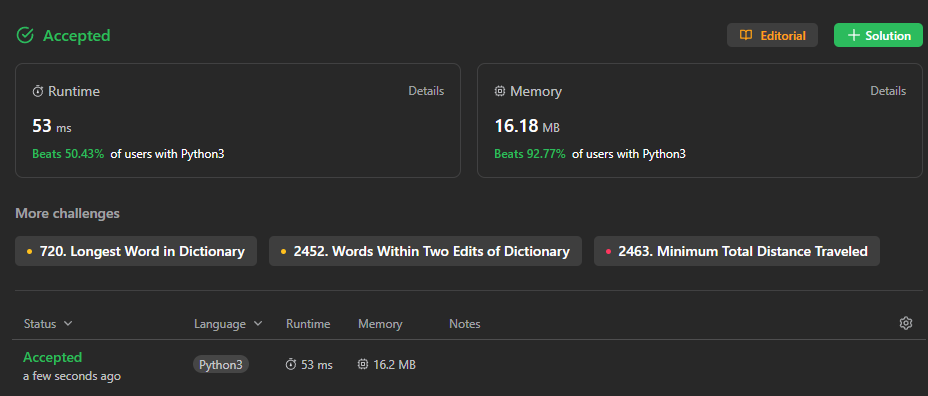 Accepted
Editorial
Solution
Runtime
Details
53 ms
Beats 50.43% of users with Python3
Memory
Details
16.18 MB
Beats 92.77% of users with Python3
More challenges
720. Longest Word in Dictionary
2452. Words Within Two Edits of Dictionary
2463. Minimum Total Distance Traveled
Status Language Runtime Memory Notes
Accepted
a few seconds ago
Python3
53 ms
16.2 MB